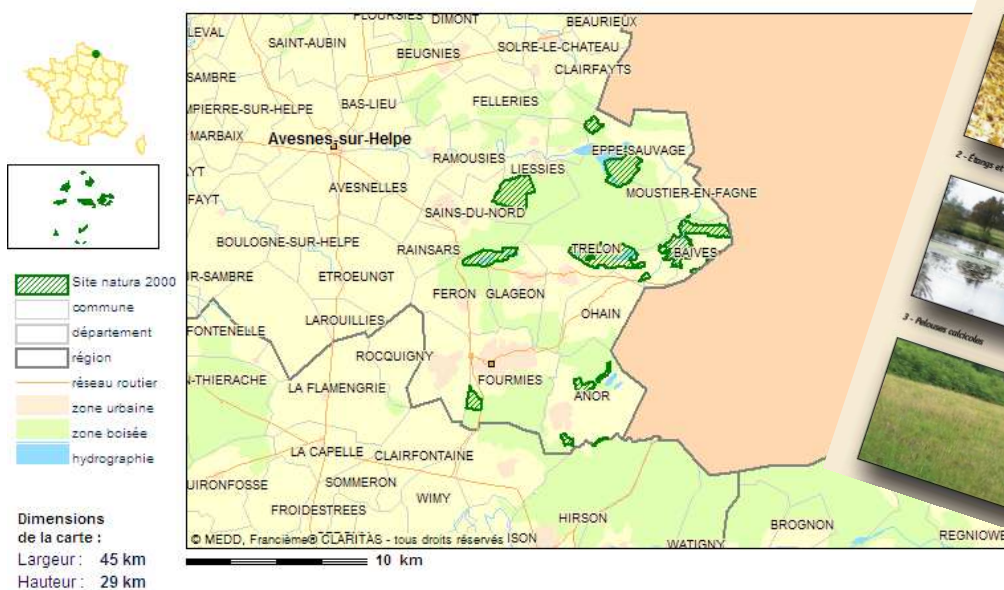 FLOURSIES
DIMONT
BEAURIEUX
LEVAL
SAINT-AUBIN
BEUGNIES
SOLRE-LE-CHATEAU
CLAIRFAYTS
SAMBRE
MPIERRE-SUR-HELPE
BAS-LIEU
FELLERIES
MARBAIX
Avesnes-sur-Helpe
EPPE-SAUVAGE
RAMOUSIES
LIESSIES
AVESNELLES
MOUSTIER-EN-FAGNE
FAYT
SAINS-DU-NORD
BOULOGNE-SUR-HELPE
RAINSARS
TRELON
BAIVES
UR-SAMBRE
ETROEUNGT
FERON
GLAGEON
OHAIN
FONTENELLE
LAROUILLIES
ROCQUIGNY
N-THIERACHE
LA FLAMENGRIE
FOURMIES
ANOR
LA CAPELLE
CLAIRFONTAINE
UIRONFOSSE
SOMMERON
WIMY
FROIDESTREES
HIRSON
BROGNON
REGNIOWE
WATIGNY
ISON
© MEDD, Francième® CLARITAS - tous droits réservés
10 km
Site natura 2000
commune
département
région
réseau routier
zone urbaine
zone boisée
hydrographie
Dimensions
de la carte :
Largeur : 45 km
Hauteur : 29 km
2 - Étangs et
3 - Pelouses calcicoles